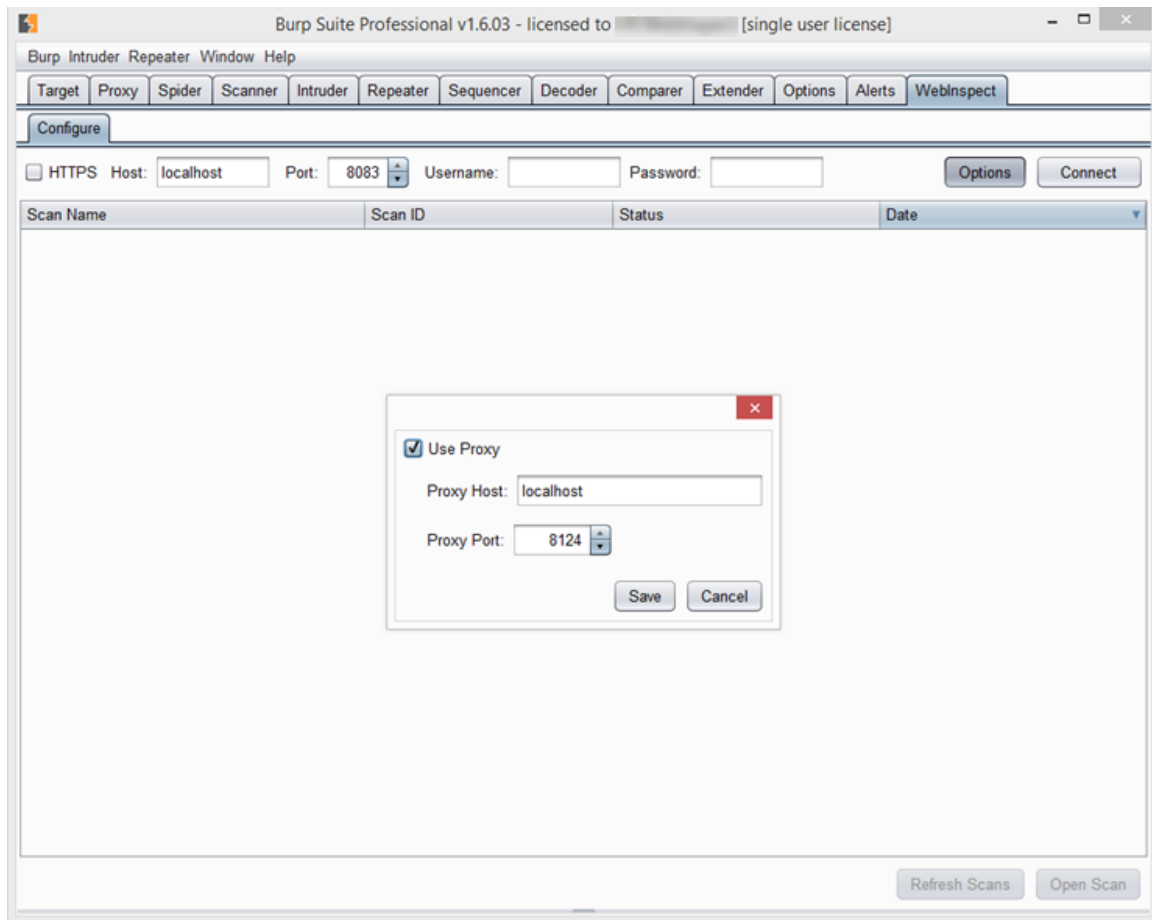 Burp Suite Professional v1.6.03 - licensed to [single user license]
Burp Intruder Repeater Window Help
Target Proxy Spider Scanner Intruder Repeater Sequencer Decoder Comparer Extender Options Alerts WebInspect
Configure
HTTPS Host: localhost Port: 8083 Username: Password: Options Connect
Scan Name Scan ID Status Date
Use Proxy
Proxy Host: localhost
Proxy Port: 8124
Save Cancel
Refresh Scans Open Scan